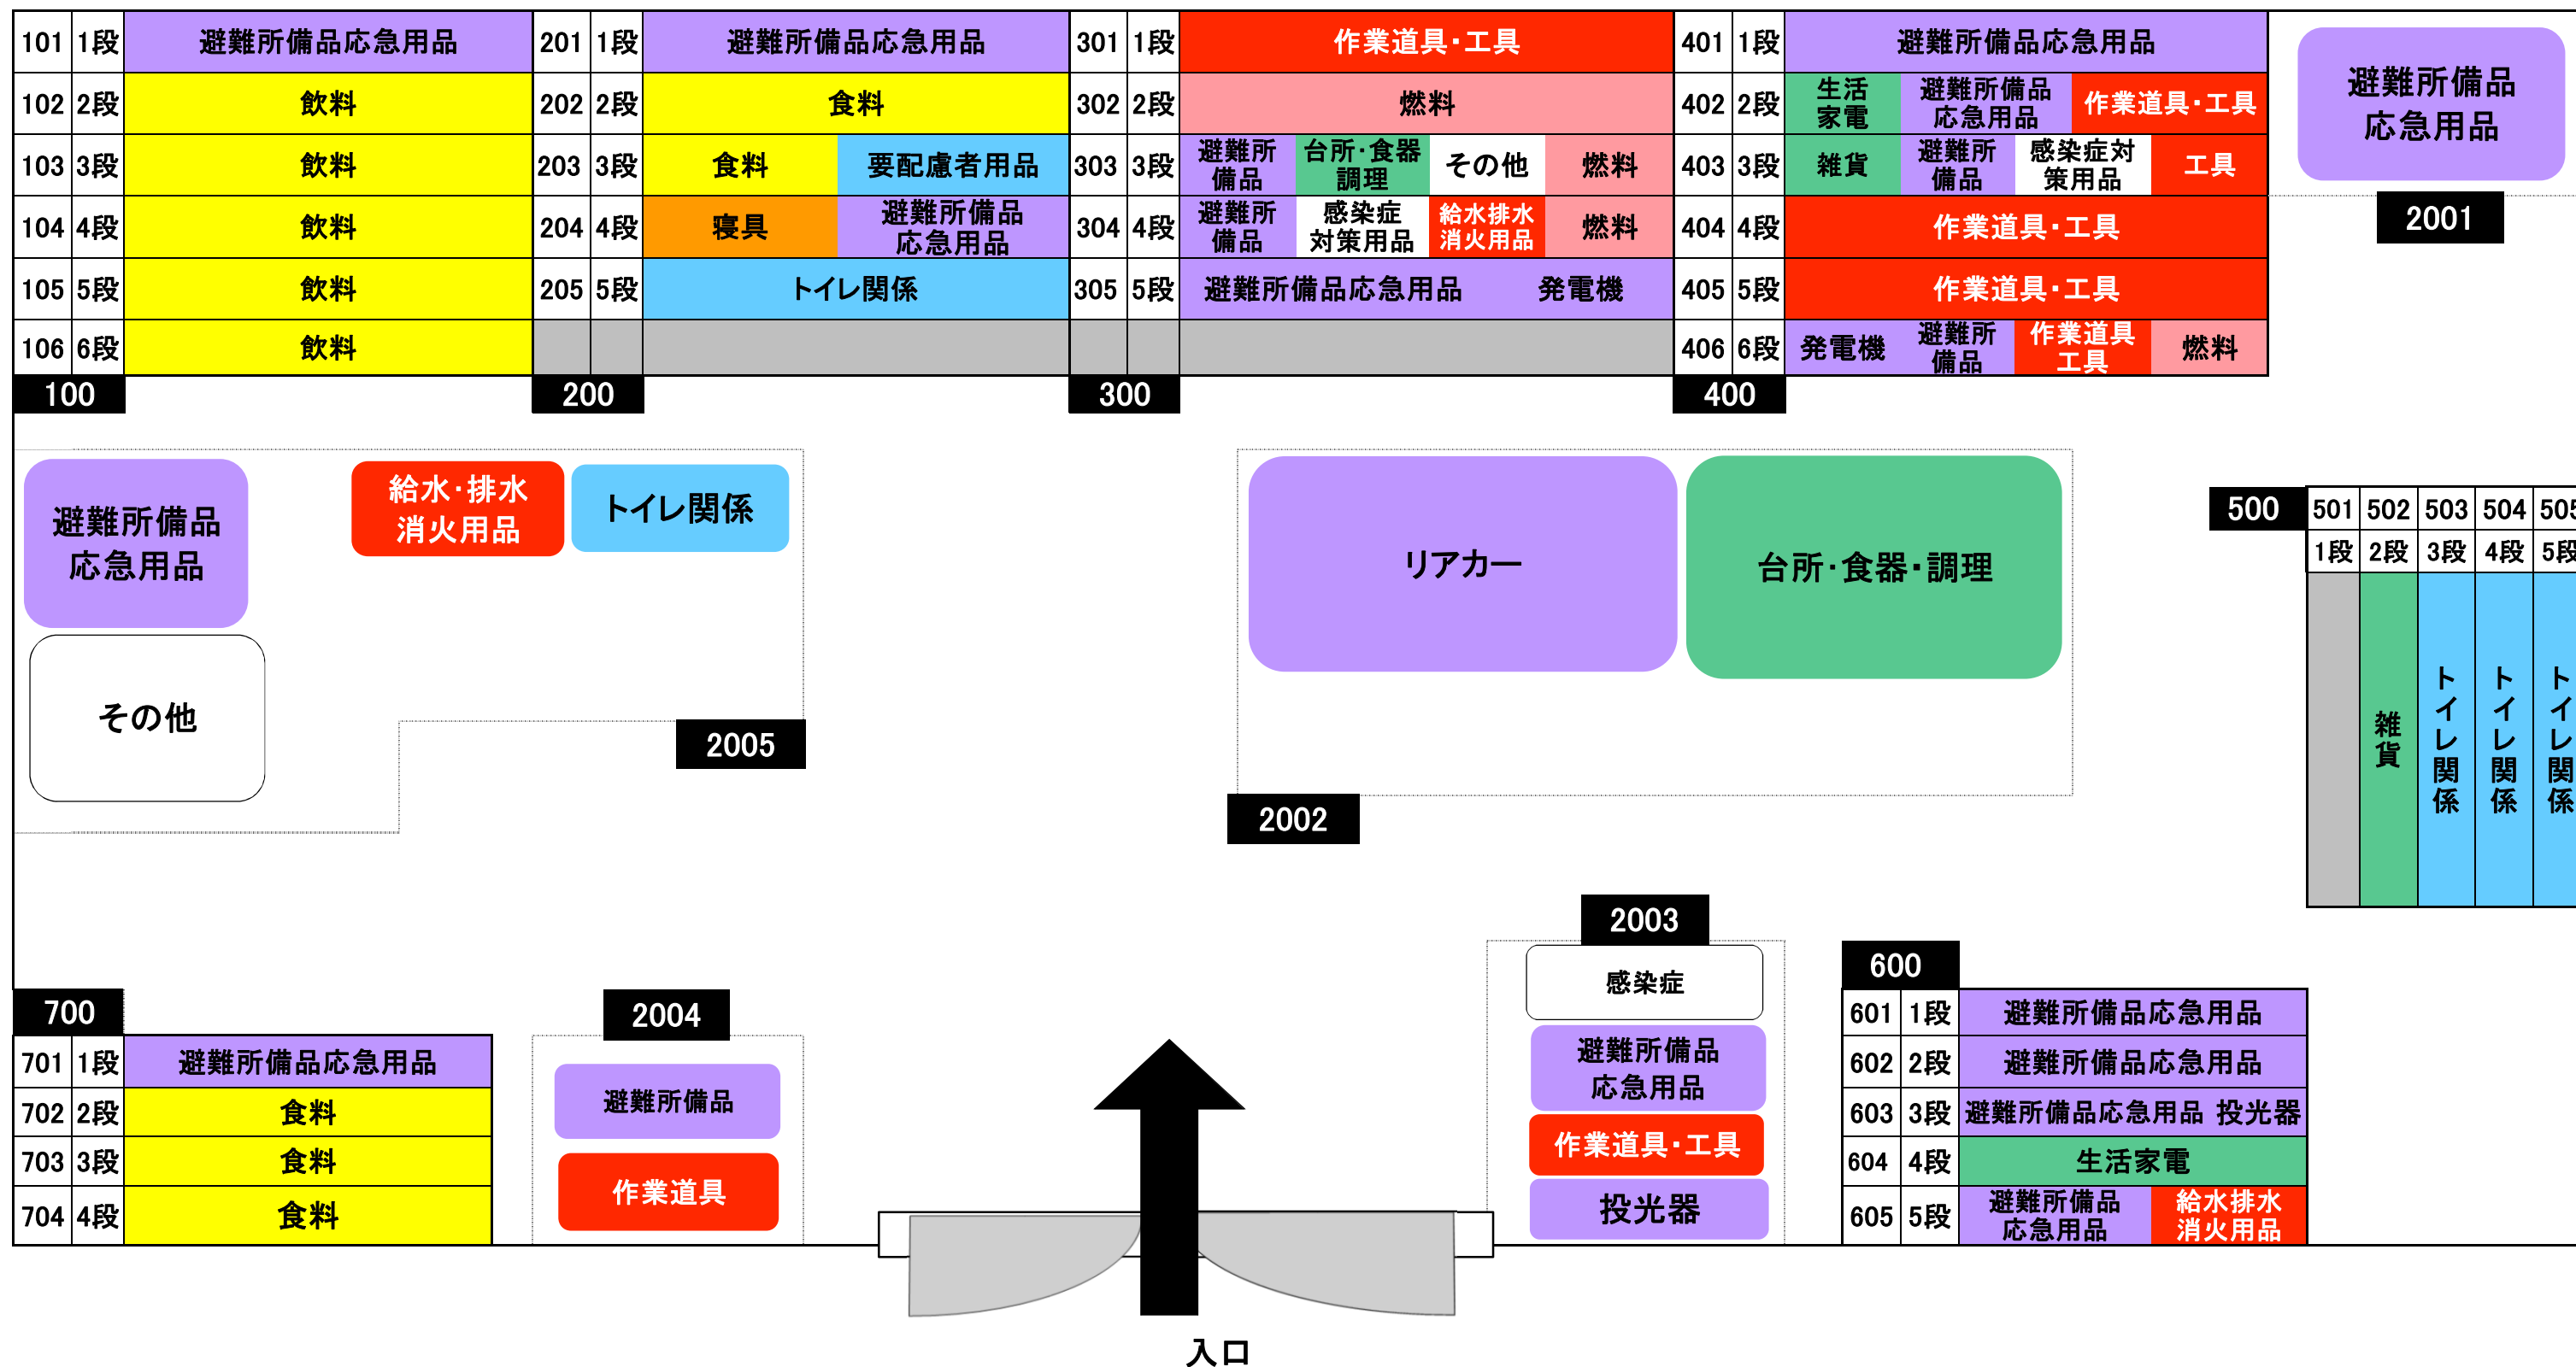 101 1段 避難所備品応急用品 201 1段 避難所備品応急用品 301 1段 作業道具・工具 401 1段 避難所備品応急用品
102 2段 飲料 202 2段 食料 302 2段 燃料 402 2段 生活家電 避難所備品応急用品 作業道具・工具
103 3段 飲料 203 3段 食料 要配慮者用品 303 3段 避難所備品 台所・食器調理 その他 燃料 403 3段 雑貨 避難所備品 感染症対策用品 工具
104 4段 飲料 204 4段 寝具 避難所備品応急用品 304 4段 避難所備品 感染症対策用品 給水排水消火用品 燃料 404 4段 作業道具・工具
105 5段 飲料 205 5段 トイレ関係 305 5段 避難所備品応急用品 発電機 405 5段 作業道具・工具
106 6段 飲料 406 6段 発電機 避難所備品 作業道具工具 燃料
100 200 300 400
避難所備品
応急用品
2001
避難所備品
応急用品
給水・排水
消火用品
トイレ関係
その他
2005
リアカー
台所・食器・調理
2002
500
501 502 503 504 505
1段 2段 3段 4段 5段
雑貨
トイレ関係
トイレ関係
トイレ関係
700
701 1段 避難所備品応急用品
702 2段 食料
703 3段 食料
704 4段 食料
2004
避難所備品
作業道具
2003
感染症
避難所備品
応急用品
作業道具・工具
投光器
600
601 1段 避難所備品応急用品
602 2段 避難所備品応急用品
603 3段 避難所備品応急用品 投光器
604 4段 生活家電
605 5段 避難所備品応急用品 給水排水消火用品
入口